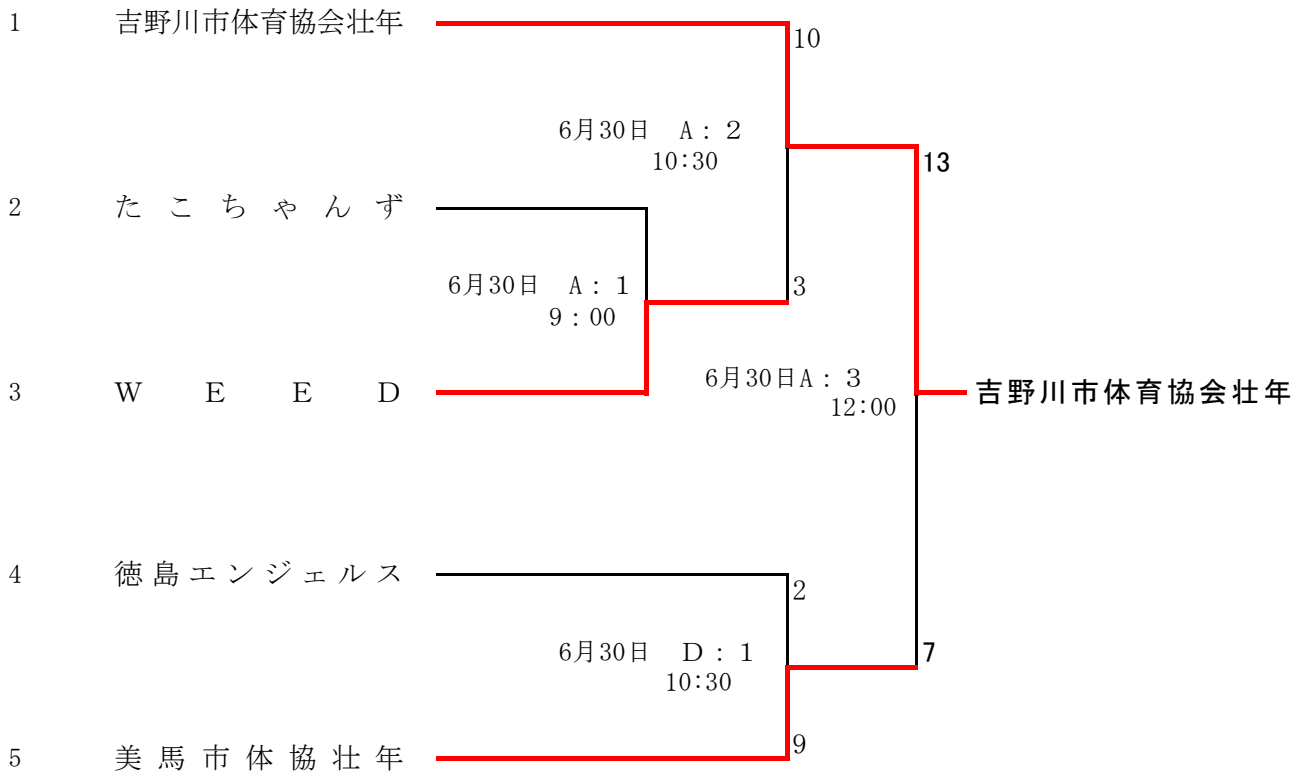 1 吉野川市体育協会壮年
10
6月30日 A：２
10:30
13
2 たこちゃんず
6月30日 A：１
9：00
3
3 ＷＥＥＤ
6月30日A：３
12:00
吉野川市体育協会壮年
4 徳島エンジェルス
2
6月30日 Ｄ：１
10:30
7
5 美馬市体協壮年
9